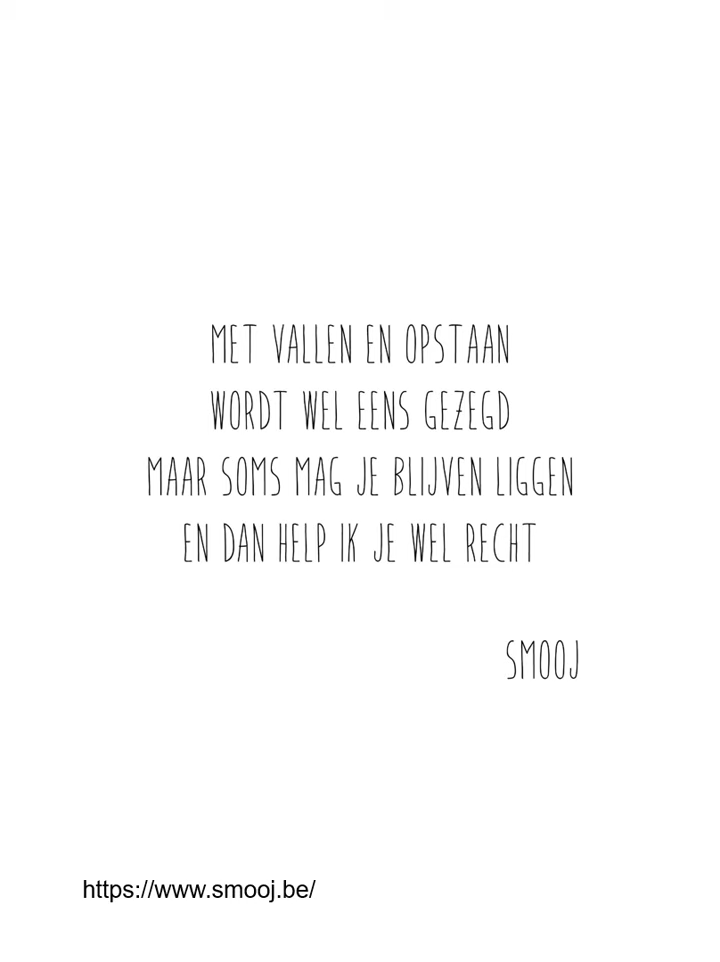 MET VALLEN EN OPSTAAN
WORDT WEL EENS GEZEGD
MAAR SOMS MAG JE BLIJVEN LIGGEN
EN DAN HELP IK JE WEL RECHT
SMOOJ
https://www.smooj.be/